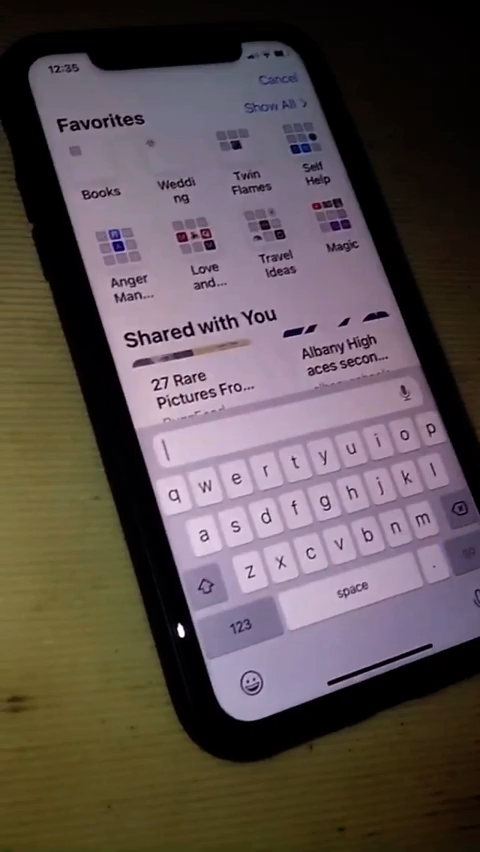 12:35
Cancel
Favorites
Show All >
Books
Weddi
ng
Twin
Flames
Self
Help
Anger
Man...
Love
and...
Travel
Ideas
Magic
Shared with You
27 Rare
Pictures Fro...
Albany High
aces secon...
q w e r t y u i o p
a s d f g h j k l
z x c v b n m
123
space
.